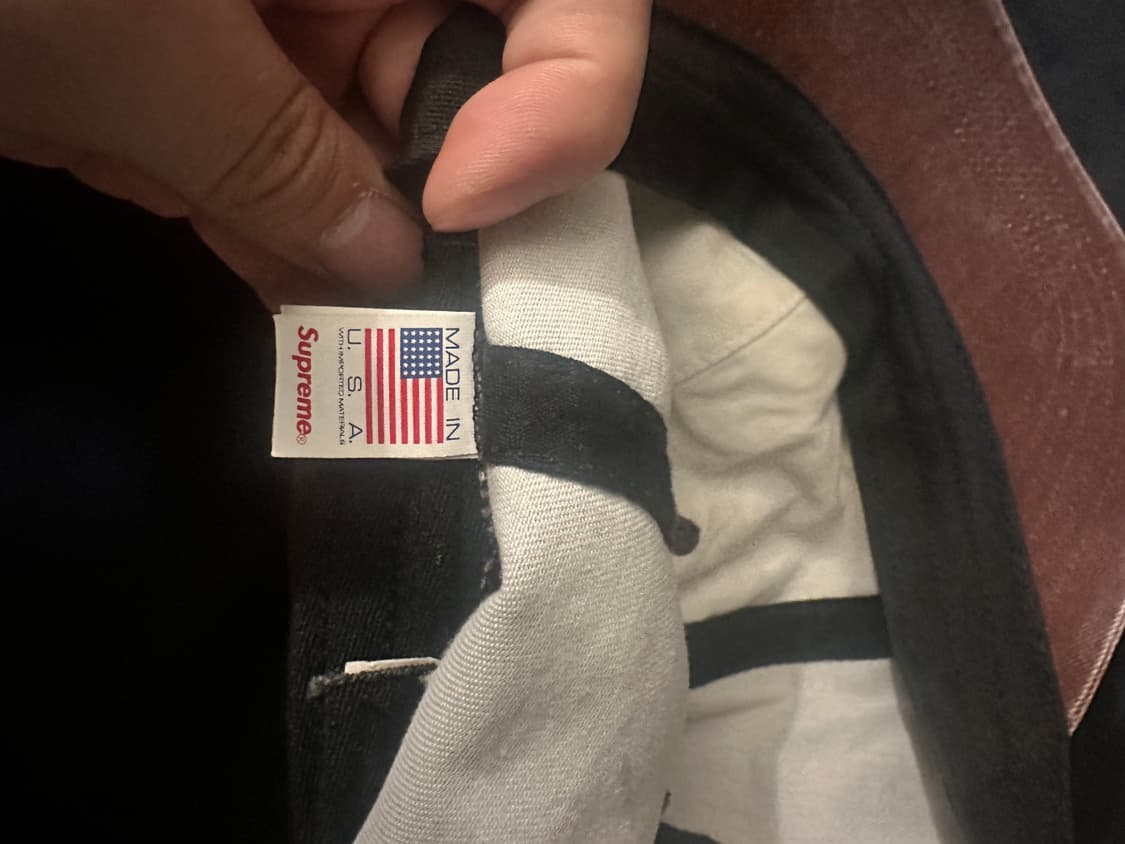 MADE IN
U. S. A.
WITH IMPORTED MATERIALS
Supreme®